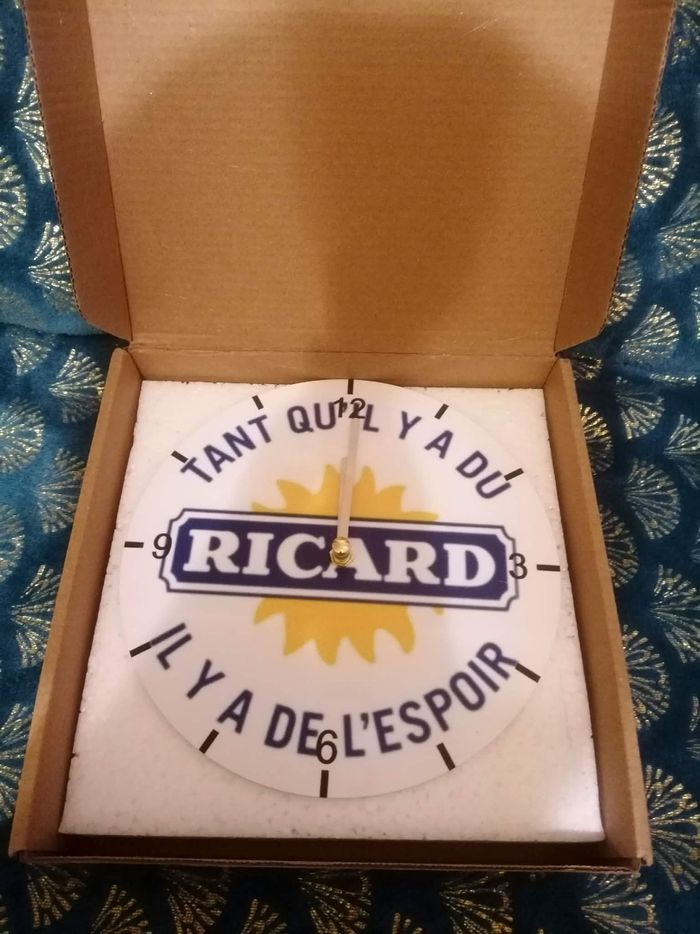 12
TANT QU'IL Y A DU
9 RICARD 3
IL Y A DE L'ESPOIR
6